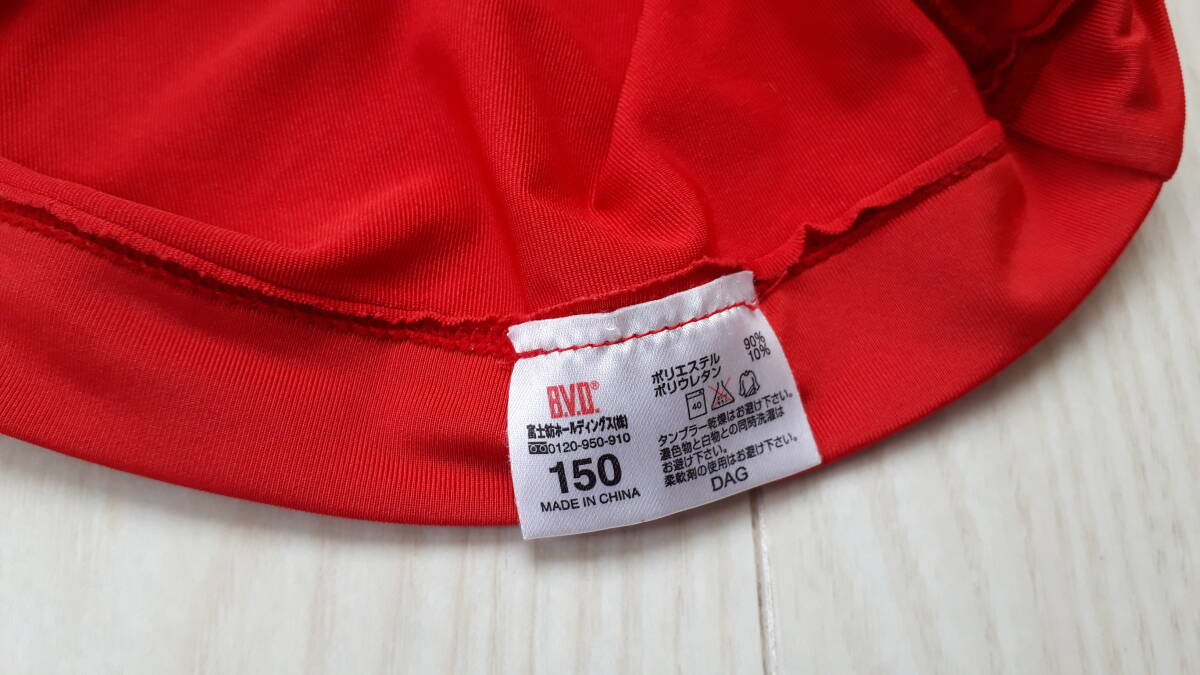 B.V.D.®
富士紡ホールディングス(株)
0120-950-910
150
MADE IN CHINA
ポリエステル 90%
ポリウレタン 10%
40
タンブラー乾燥はお避け下さい。
濃色物と白物との同時洗濯は
お避け下さい。
柔軟剤の使用はお避け下さい。
DAG